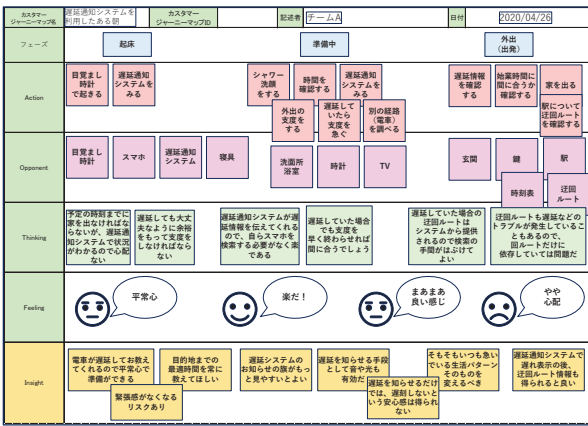 カスタマー
ジャーニーマップ名
遅延通知システムを
利用したある朝
カスタマー
ジャーニーマップID
記述者
チームA
日付
2020/04/26
フェーズ
起床
準備中
外出
(出発)
Action
目覚まし
時計
で起きる
遅延通知
システムを
みる
シャワー
洗顔
をする
時間を
確認する
遅延通知
システムを
みる
外出の
支度を
する
遅延して
いたら
支度を
急ぐ
別の経路
(電車)
を調べる
遅延情報
を確認
する
始業時間に
間に合うか
確認する
家を出る
駅について
迂回ルート
を確認する
Opponent
目覚まし
時計
スマホ
遅延通知
システム
寝具
洗面所
浴室
時計
TV
玄関
鍵
駅
時刻表
迂回
ルート
Thinking
予定の時刻までに
家を出なければな
らないが、遅延通
知システムで状況
がわかるので心配
ない
遅延しても大丈
夫なように余裕
をもって支度を
しなければなら
ない
遅延通知システムが遅
延情報を伝えてくれる
ので、自らスマホを
検索する必要がなく楽
である
遅延していた場合
でも支度を
早く終わらせれば
間に合うでしょう
遅延していた場合の
迂回ルートは
システムから提供
されるので検索の
手間がはぶけて
よい
迂回ルートも遅延などの
トラブルが発生している
こともあるので、
回ルートだけに
依存していては問題だ
Feeling
平常心
楽だ!
まあまあ
良い感じ
やや
心配
Insight
電車が遅延してお教え
てくれるので平常心で
準備ができる
緊張感がなくなる
リスクあり
目的地までの
最適時間を常に
教えてほしい
遅延システムの
お知らせの旗がもっ
と見やすいとよい
遅延を知らせる手段
として音や光も
有効だ
遅延を知らせるだけ
では、遅刻しないと
いう安心感は得られ
ない
そもそもいつも急い
でいる生活パターン
そのものを
変えるべき
遅延通知システムで
遅れ表示の後、
迂回ルート情報も
得られると良い